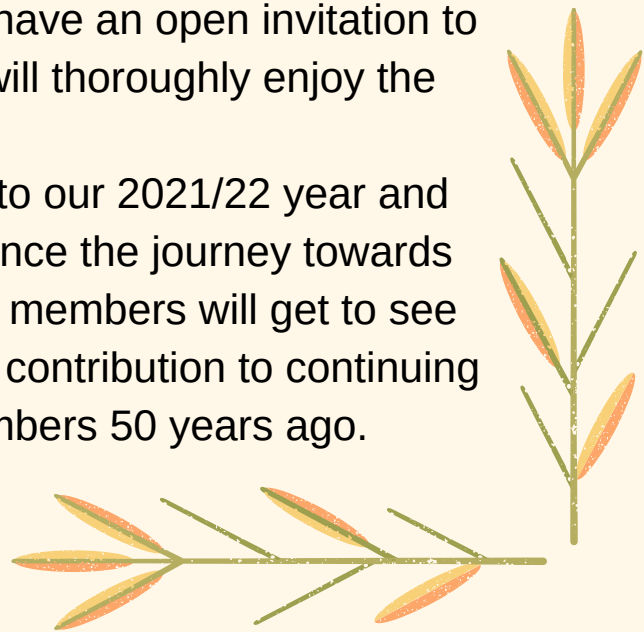 have an open invitation to
will thoroughly enjoy the
to our 2021/22 year and
nce the journey towards
members will get to see
contribution to continuing
mbers 50 years ago.